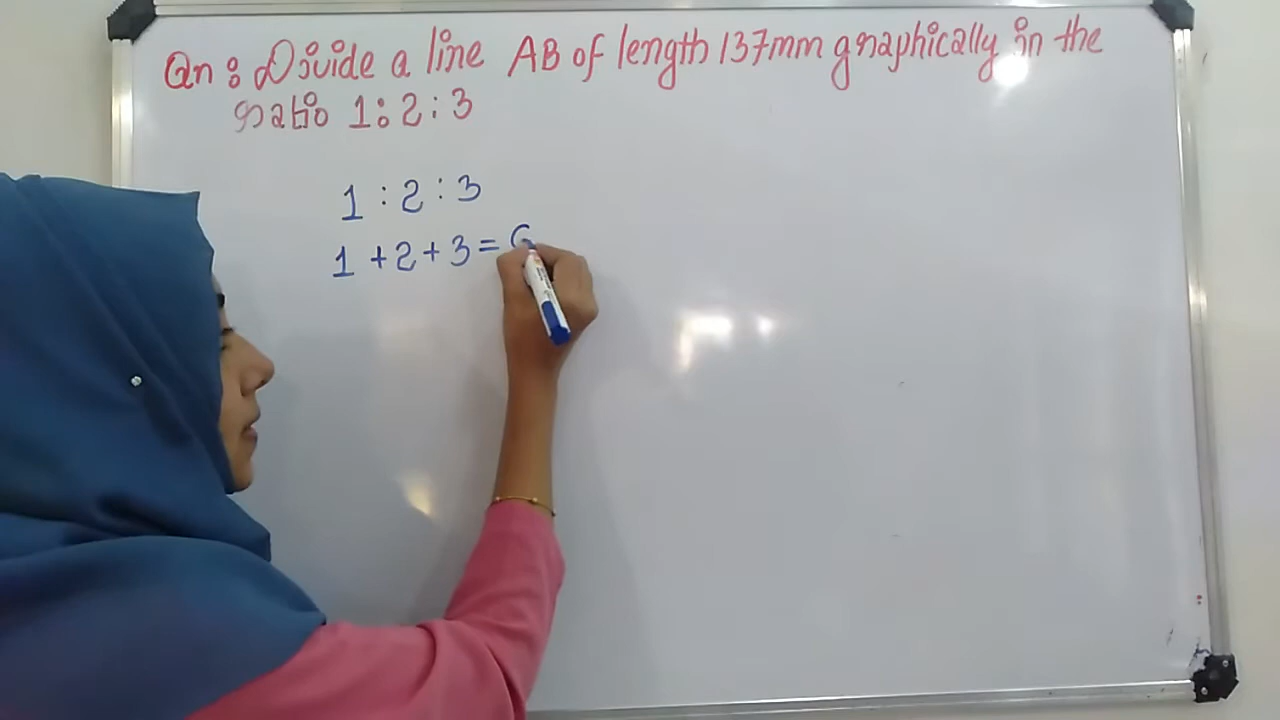 Qn : Divide a line AB of length 137mm graphically in the
ratio 1:2:3
1 : 2 : 3
1 + 2 + 3 = 6